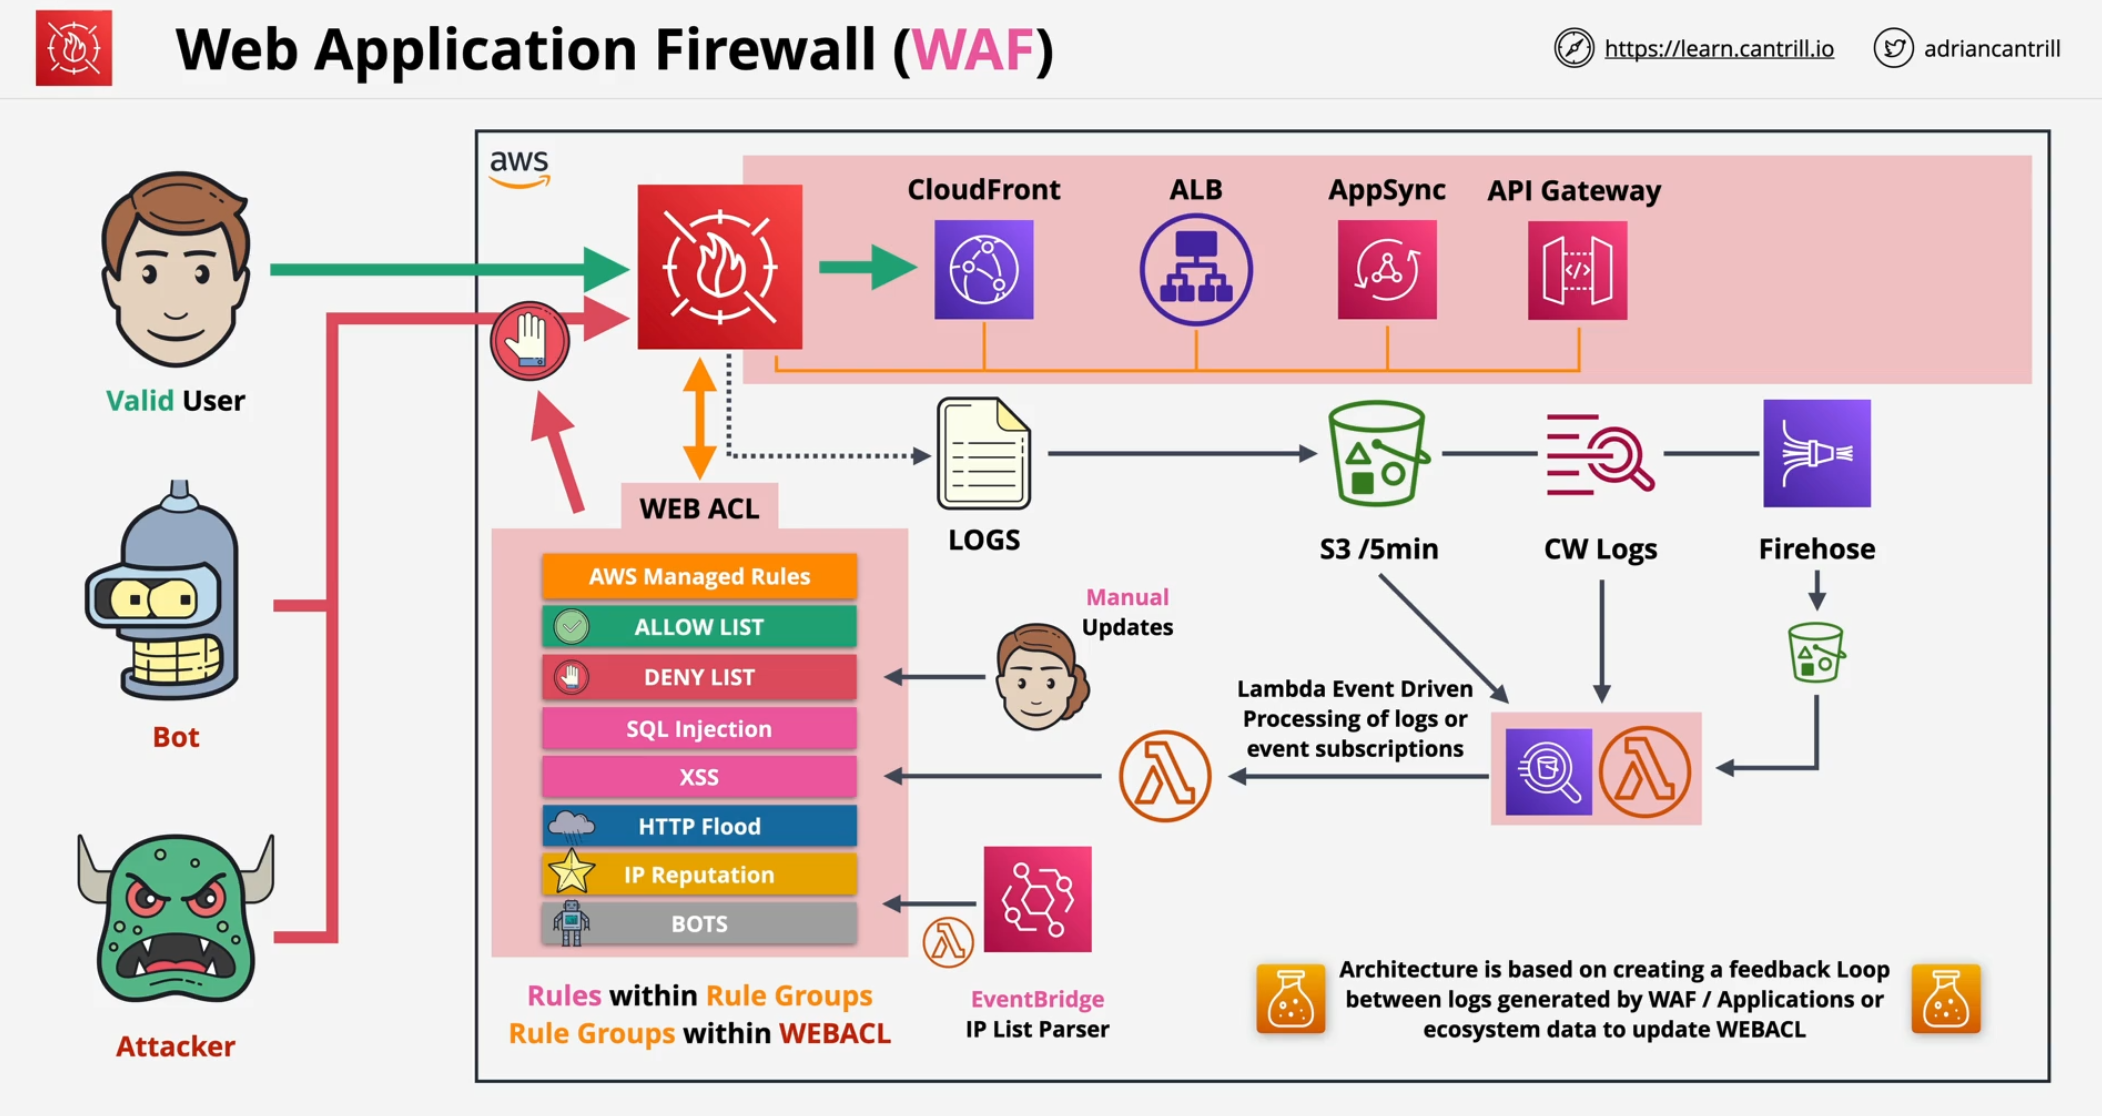 Web Application Firewall (WAF)
https://learn.cantrill.io
adriancantrill
aws
CloudFront
ALB
AppSync
API Gateway
Valid User
WEB ACL
LOGS
S3 /5min
CW Logs
Firehose
AWS Managed Rules
ALLOW LIST
DENY LIST
SQL Injection
XSS
HTTP Flood
IP Reputation
BOTS
Manual
Updates
Lambda Event Driven
Processing of logs or
event subscriptions
Bot
Attacker
Rules within Rule Groups
Rule Groups within WEBACL
EventBridge
IP List Parser
Architecture is based on creating a feedback Loop
between logs generated by WAF / Applications or
ecosystem data to update WEBACL